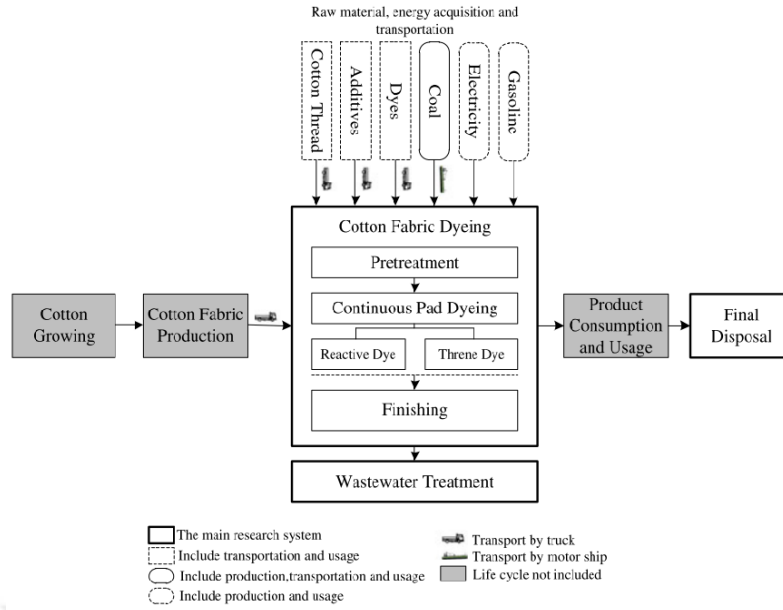 Raw material, energy acquisition and
transportation
Cotton Thread
Additives
Dyes
Coal
Electricity
Gasoline
Cotton Fabric Dyeing
Pretreatment
Continuous Pad Dyeing
Reactive Dye
Threne Dye
Finishing
Cotton
Growing
Cotton Fabric
Production
Product
Consumption
and Usage
Final
Disposal
Wastewater Treatment
The main research system
Include transportation and usage
Include production,transportation and usage
Include production and usage
Transport by truck
Transport by motor ship
Life cycle not included